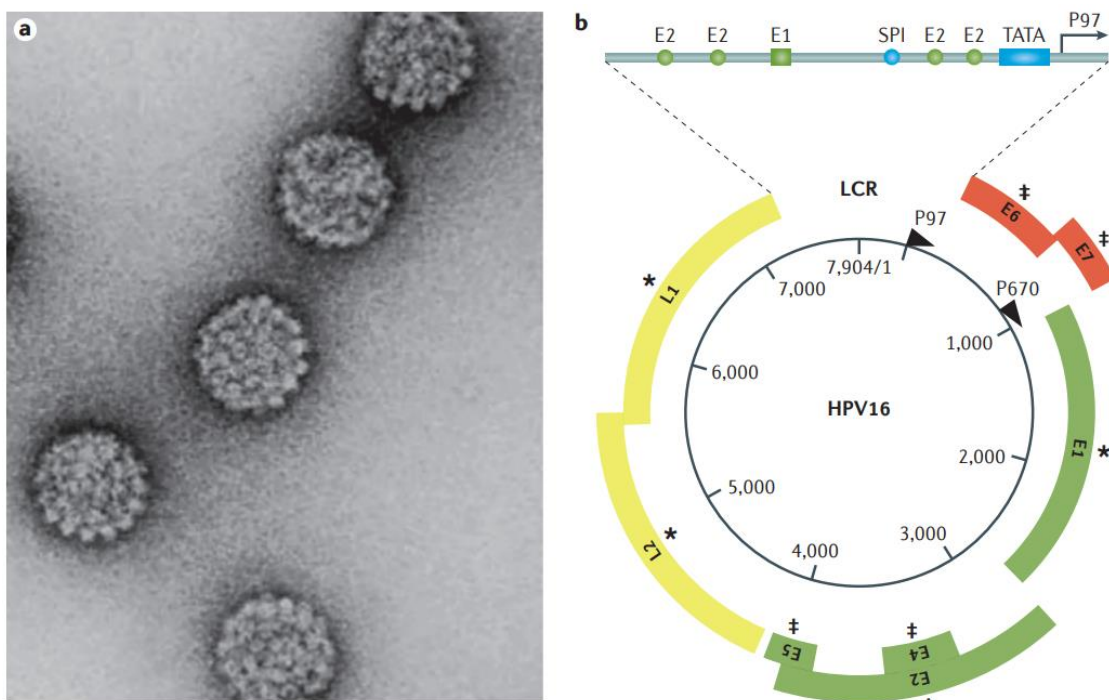 a
b
P97
E2 E2 E1 SPI E2 E2 TATA
LCR
‡
E6
P97
‡
E7
7,904/1
7,000
P670
* L1
1,000
6,000
HPV16
E1 *
2,000
5,000
* L2
3,000
4,000
‡ ‡
E5 E4
E2